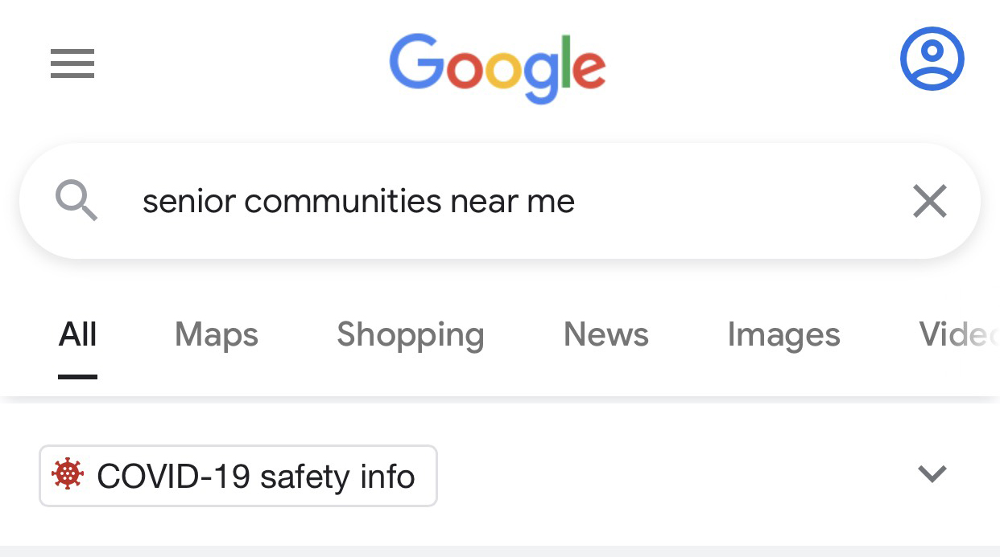 Google
senior communities near me
All Maps Shopping News Images
COVID-19 safety info